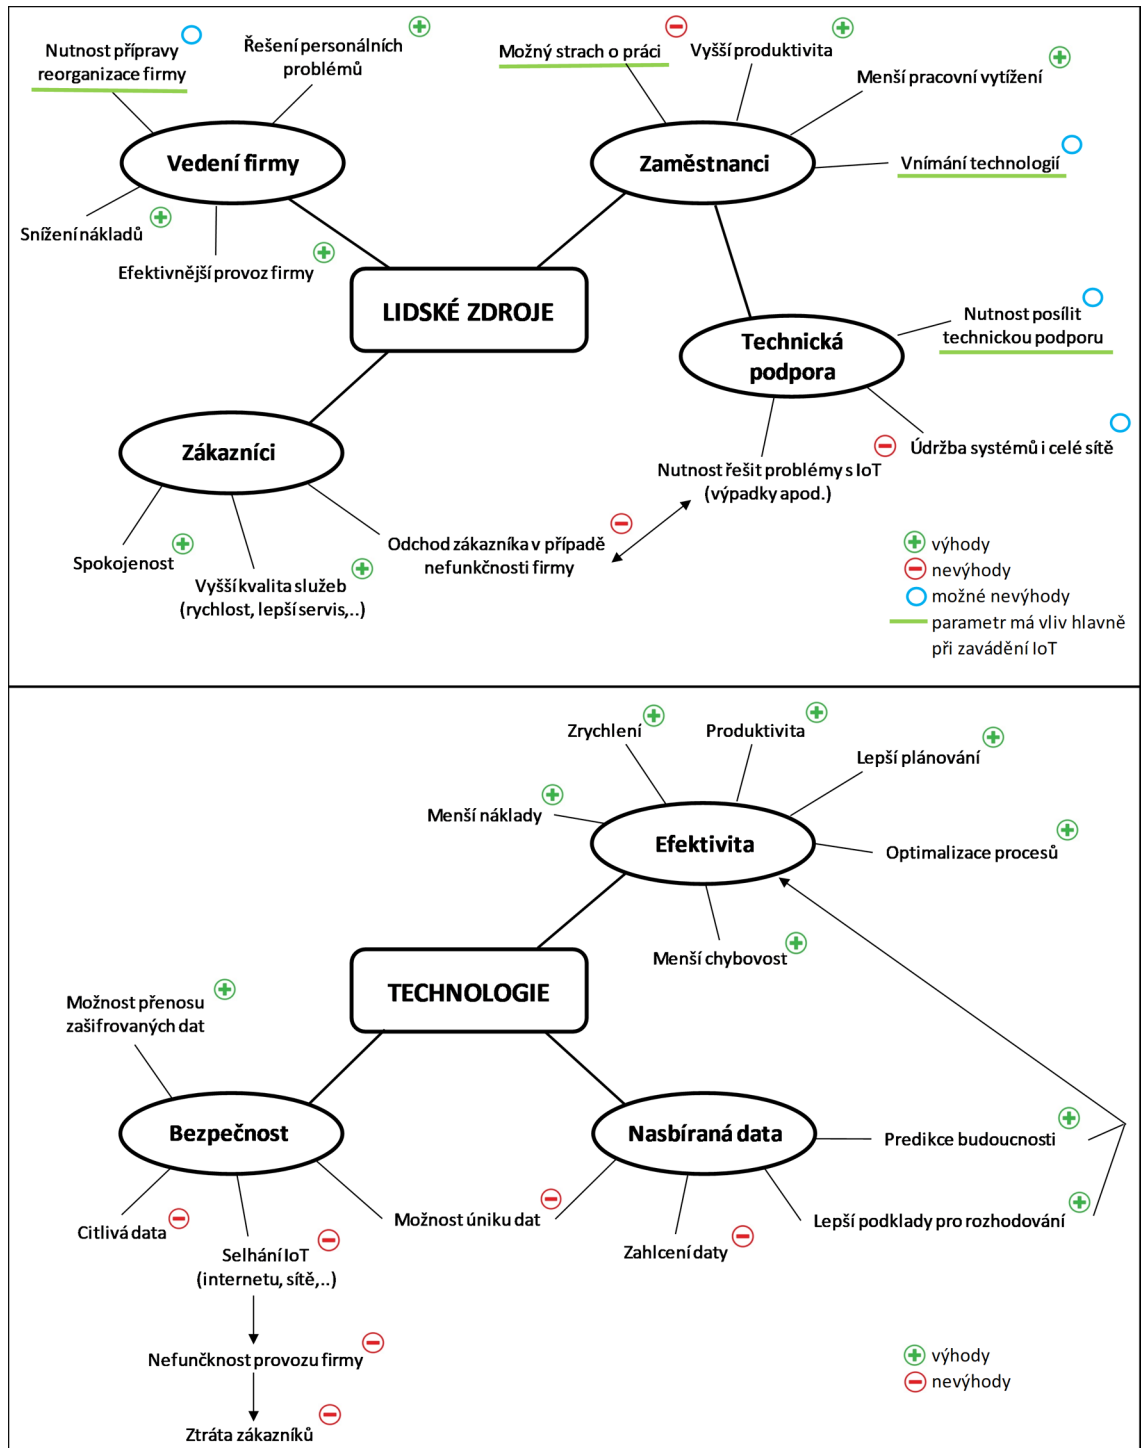 Nutnost přípravy
reorganizace firmy
Řešení personálních
problémů
Možný strach o práci
Vyšší produktivita
Menší pracovní vytížení
Vedení firmy
Zaměstnanci
Vnímání technologií
Snížení nákladů
Efektivnější provoz firmy
LIDSKÉ ZDROJE
Nutnost posílit
technickou podporu
Technická
podpora
Zákazníci
Údržba systémů i celé sítě
Nutnost řešit problémy s IoT
(výpadky apod.)
Odchod zákazníka v případě
nefunkčnosti firmy
Spokojenost
Vyšší kvalita služeb
(rychlost, lepší servis,..)
výhody
nevýhody
možné nevýhody
parametr má vliv hlavně
při zavádění IoT
Zrychlení
Produktivita
Lepší plánování
Menší náklady
Efektivita
Optimalizace procesů
Menší chybovost
TECHNOLOGIE
Možnost přenosu
zašifrovaných dat
Bezpečnost
Nasbíraná data
Predikce budoucnosti
Citlivá data
Možnost úniku dat
Lepší podklady pro rozhodování
Selhání IoT
(internetu, sítě,..)
Zahlcení daty
Nefunčknost provozu firmy
Ztráta zákazníků
výhody
nevýhody